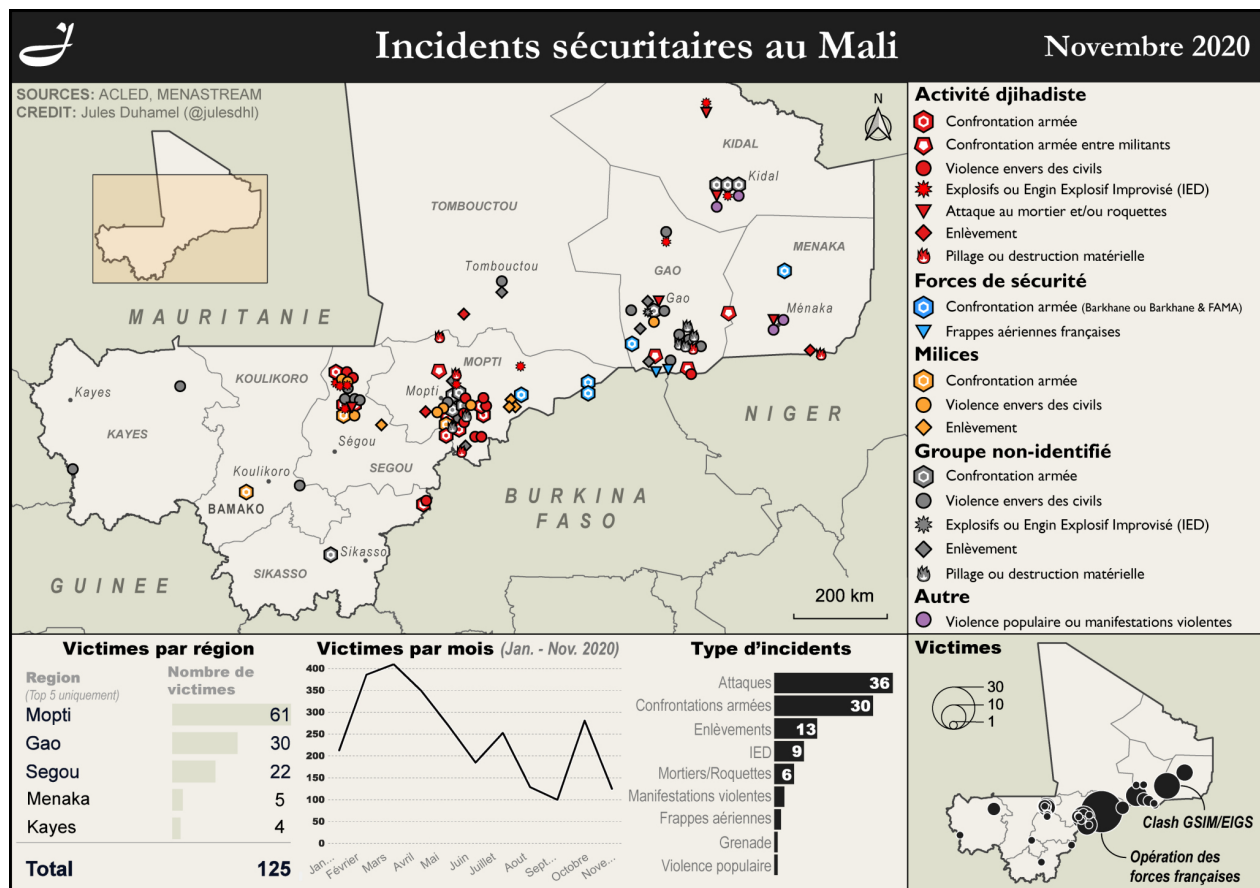 Incidents sécuritaires au Mali
Novembre 2020
SOURCES: ACLED, MENASTREAM
CREDIT: Jules Duhamel (@julesdhl)
N
KIDAL
Kidal
TOMBOUCTOU
MENAKA
Tombouctou
GAO
Gao
Ménaka
MAURITANIE
MOPTI
KOULIKORO
Kayes
Mopti
NIGER
KAYES
Ségou
Koulikoro
SEGOU
BAMAKO
BURKINA
FASO
Sikasso
SIKASSO
GUINEE
200 km
Activité djihadiste
Confrontation armée
Confrontation armée entre militants
Violence envers des civils
Explosifs ou Engin Explosif Improvisé (IED)
Attaque au mortier et/ou roquettes
Enlèvement
Pillage ou destruction matérielle
Forces de sécurité
Confrontation armée (Barkhane ou Barkhane & FAMA)
Frappes aériennes françaises
Milices
Confrontation armée
Violence envers des civils
Enlèvement
Groupe non-identifié
Confrontation armée
Violence envers des civils
Explosifs ou Engin Explosif Improvisé (IED)
Enlèvement
Pillage ou destruction matérielle
Autre
Violence populaire ou manifestations violentes
Victimes par région
Region
(Top 5 uniquement)
Nombre de
victimes
Mopti 61
Gao 30
Segou 22
Menaka 5
Kayes 4
Total 125
Victimes par mois (Jan. - Nov. 2020)
400
350
300
250
200
150
100
50
0
Jan... Février Mars Avril Mai Juin Juillet Aout Sept... Octobre Nove...
Type d'incidents
Attaques 36
Confrontations armées 30
Enlèvements 13
IED 9
Mortiers/Roquettes 6
Manifestations violentes
Frappes aériennes
Grenade
Violence populaire
Victimes
30
10
1
Clash GSIM/EIGS
Opération des
forces françaises